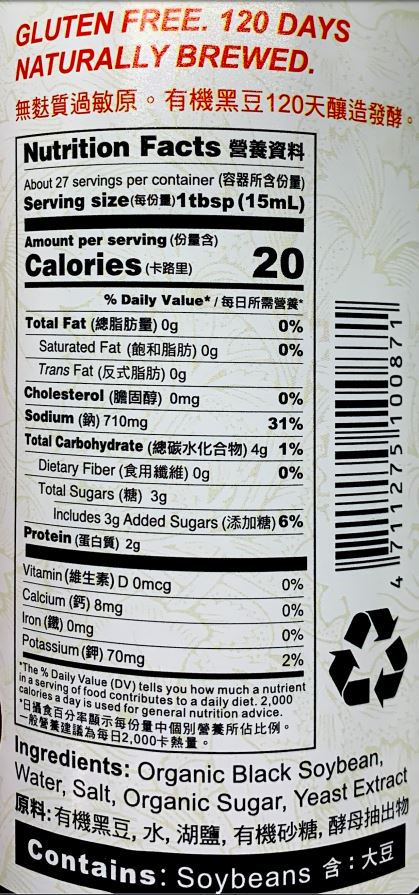 GLUTEN FREE. 120 DAYS
NATURALLY BREWED.
無麩質過敏原。有機黑豆120天釀造發酵。
Nutrition Facts 營養資料
About 27 servings per container (容器所含份量)
Serving size(每份量)1tbsp (15mL)
Amount per serving (份量含)
Calories (卡路里) 20
% Daily Value* / 每日所需營養*
Total Fat (總脂肪量) 0g 0%
Saturated Fat (飽和脂肪) 0g 0%
Trans Fat (反式脂肪) 0g
Cholesterol (膽固醇) 0mg 0%
Sodium (鈉) 710mg 31%
Total Carbohydrate (總碳水化合物) 4g 1%
Dietary Fiber (食用纖維) 0g 0%
Total Sugars (糖) 3g
Includes 3g Added Sugars (添加糖) 6%
Protein (蛋白質) 2g
Vitamin (維生素) D 0mcg 0%
Calcium (鈣) 8mg 0%
Iron (鐵) 0mg 0%
Potassium (鉀) 70mg 2%
*The % Daily Value (DV) tells you how much a nutrient
in a serving of food contributes to a daily diet. 2,000
calories a day is used for general nutrition advice.
*日攝食百分率顯示每份量中個別營養所佔比例。
一般營養建議為每日2,000卡熱量。
Ingredients: Organic Black Soybean,
Water, Salt, Organic Sugar, Yeast Extract
原料:有機黑豆, 水, 湖鹽, 有機砂糖, 酵母抽出物
Contains: Soybeans 含：大豆
4 711275 100871